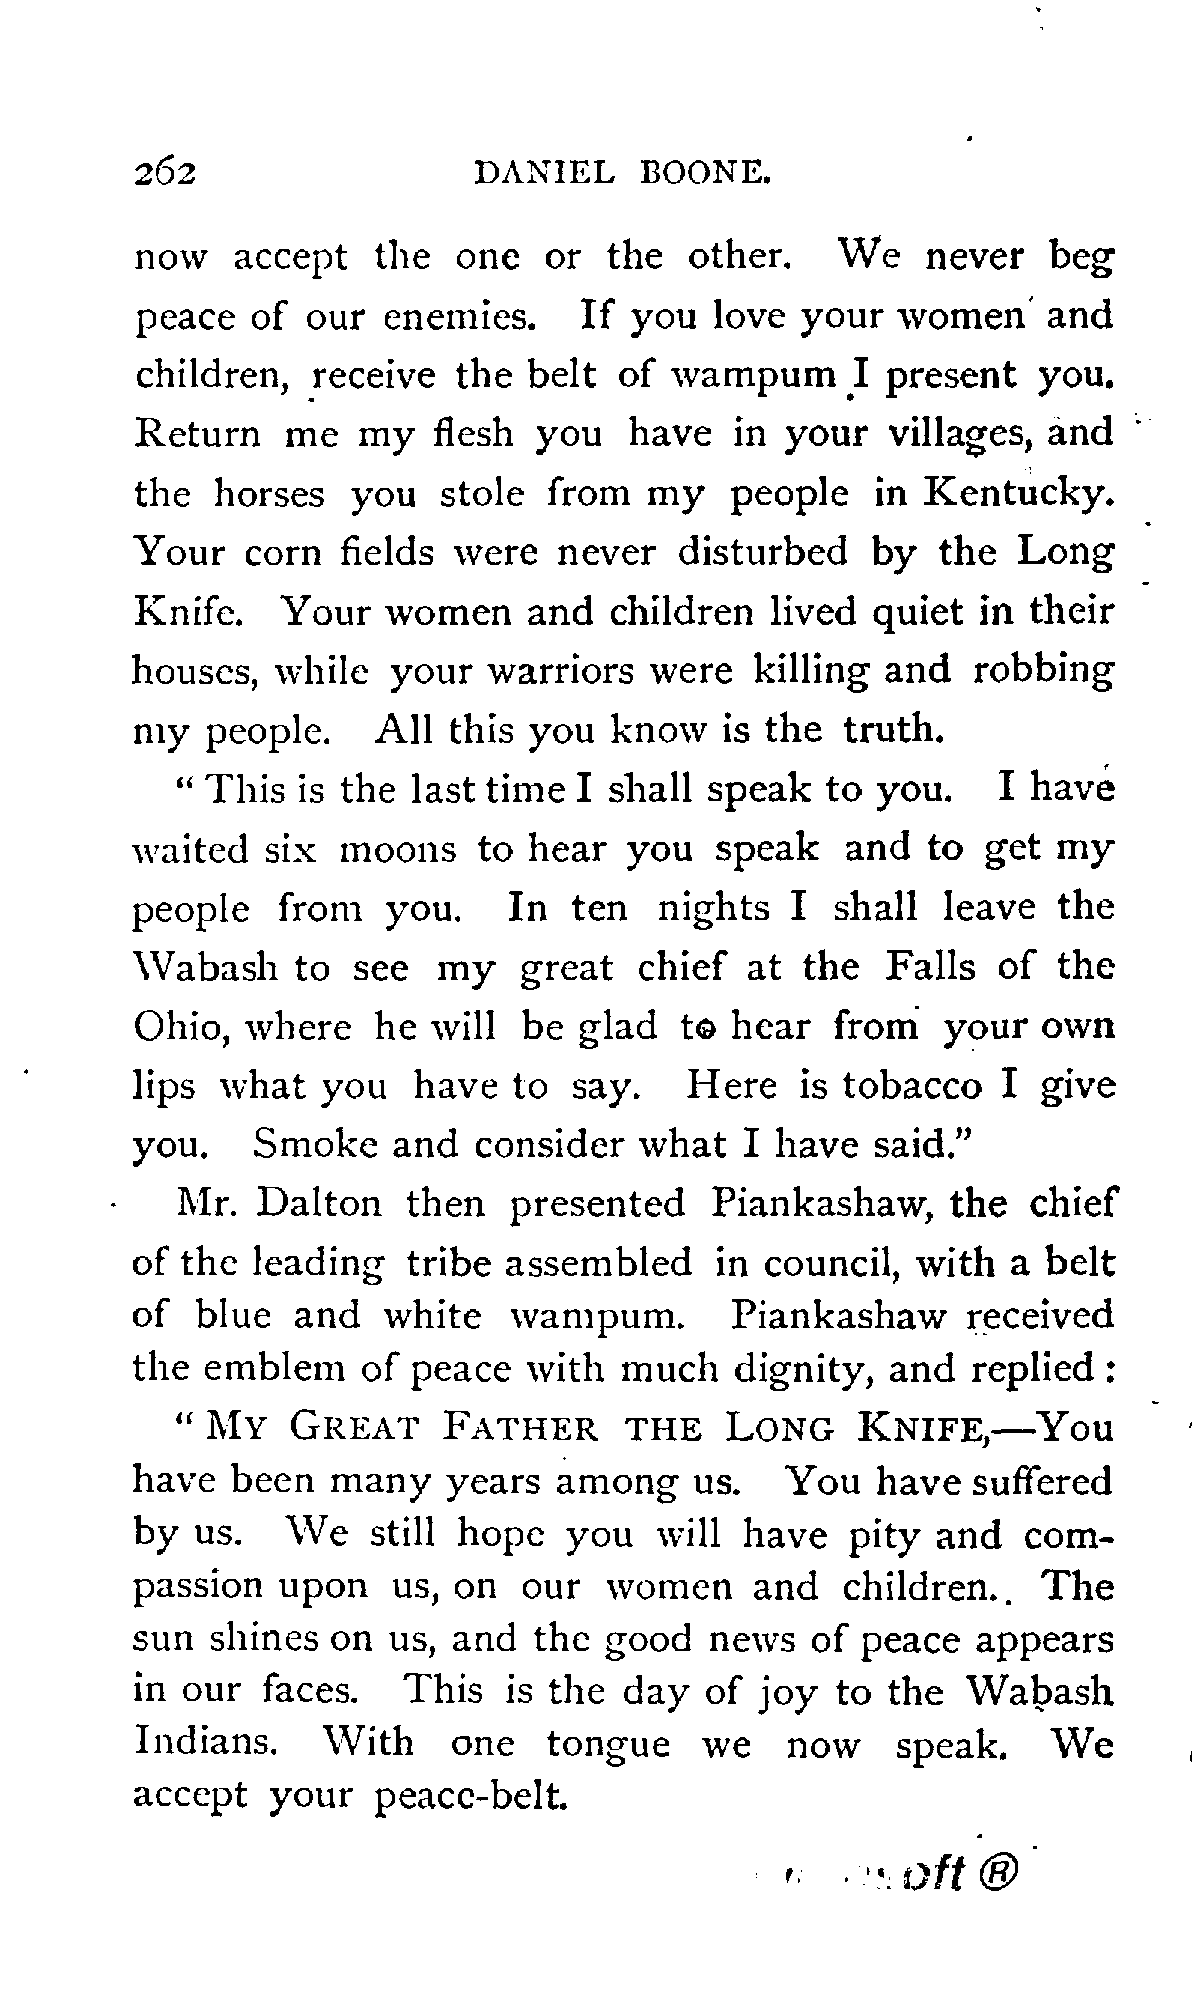 262 DANIEL BOONE.
now accept the one or the other. We never beg
peace of our enemies. If you love your women and
children, receive the belt of wampum I present you.
Return me my flesh you have in your villages, and
the horses you stole from my people in Kentucky.
Your corn fields were never disturbed by the Long
Knife. Your women and children lived quiet in their
houses, while your warriors were killing and robbing
my people. All this you know is the truth.
“ This is the last time I shall speak to you. I have
waited six moons to hear you speak and to get my
people from you. In ten nights I shall leave the
Wabash to see my great chief at the Falls of the
Ohio, where he will be glad to hear from your own
lips what you have to say. Here is tobacco I give
you. Smoke and consider what I have said.”
Mr. Dalton then presented Piankashaw, the chief
of the leading tribe assembled in council, with a belt
of blue and white wampum. Piankashaw received
the emblem of peace with much dignity, and replied :
“ MY GREAT FATHER THE LONG KNIFE,—You
have been many years among us. You have suffered
by us. We still hope you will have pity and com-
passion upon us, on our women and children. The
sun shines on us, and the good news of peace appears
in our faces. This is the day of joy to the Wabash
Indians. With one tongue we now speak. We
accept your peace-belt.